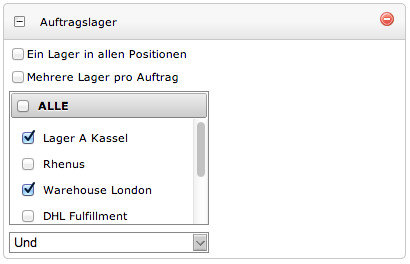 Auftragslager
Ein Lager in allen Positionen
Mehrere Lager pro Auftrag
ALLE
Lager A Kassel
Rhenus
Warehouse London
DHL Fulfillment
Und